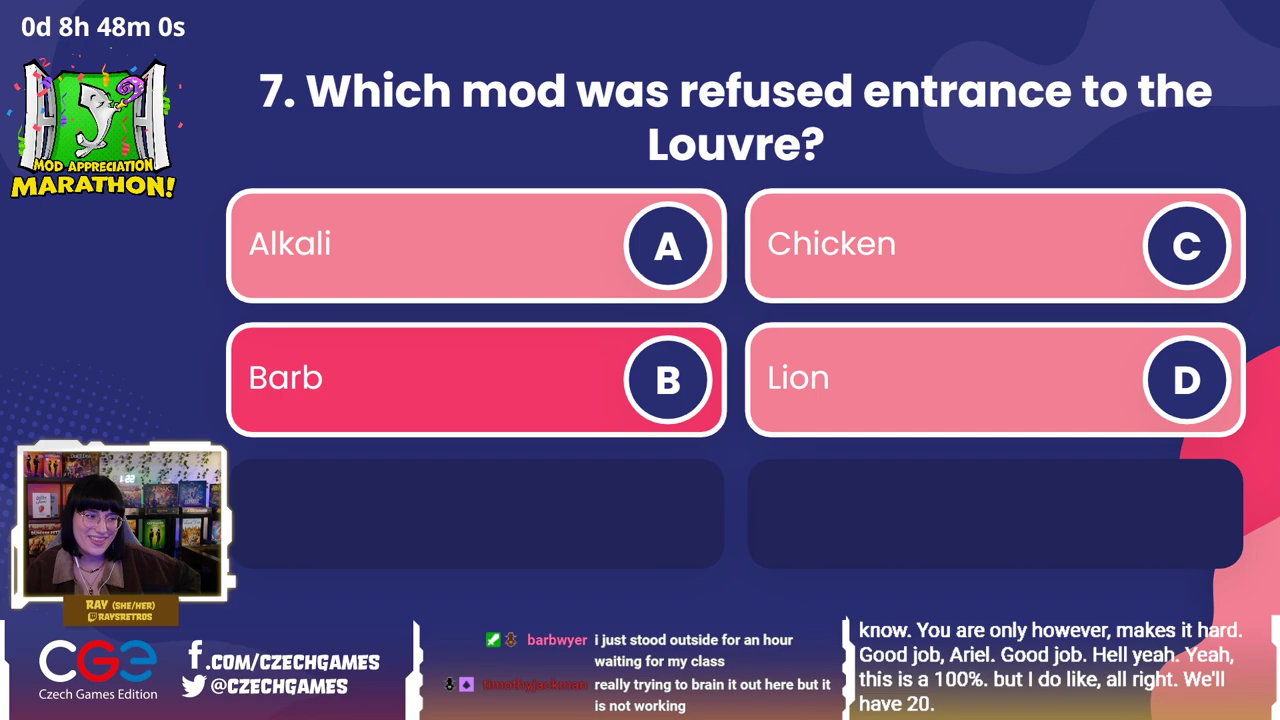 0d 8h 48m 0s
MOD APPRECIATION
MARATHON!
7. Which mod was refused entrance to the
Louvre?
Alkali
A
Chicken
C
Barb
B
Lion
D
RAY (SHE/HER)
RAYSRETROS
CGE
Czech Games Edition
f.COM/CZECHGAMES
@CZECHGAMES
barbwyer i just stood outside for an hour
waiting for my class
timothyjackman really trying to brain it out here but it
is not working
know. You are only however, makes it hard.
Good job, Ariel. Good job. Hell yeah. Yeah,
this is a 100%. but I do like, all right. We'll
have 20.